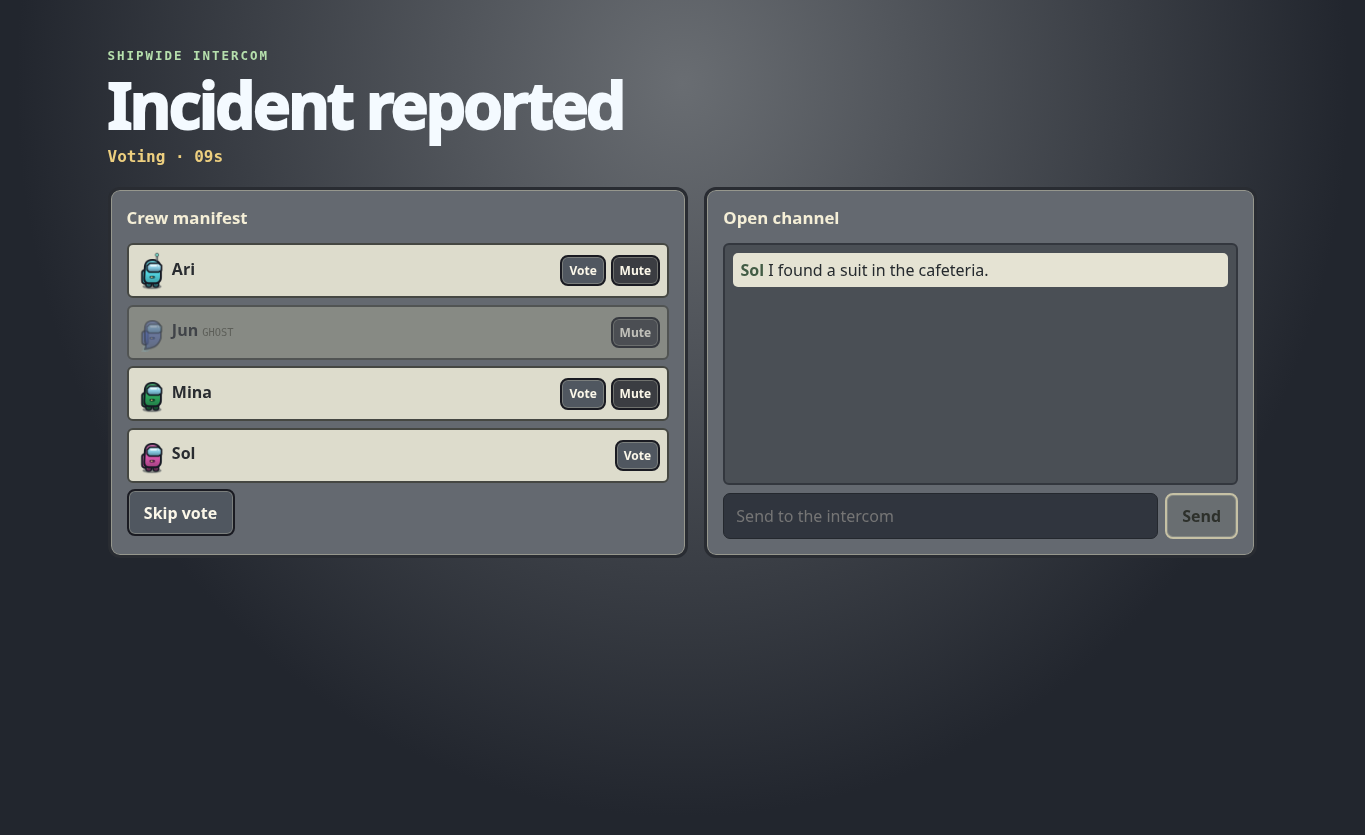 SHIPWIDE INTERCOM
Incident reported
Voting · 09s
Crew manifest
Ari Vote Mute
Jun GHOST Mute
Mina Vote Mute
Sol Vote
Skip vote
Open channel
Sol I found a suit in the cafeteria.
Send to the intercom Send